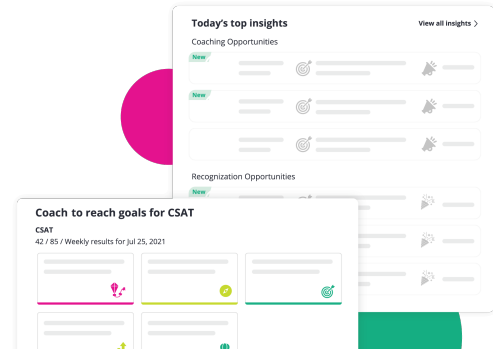 Today's top insights
View all insights
Coaching Opportunities
New
New
Recognization Opportunities
New
Coach to reach goals for CSAT
CSAT
42 / 85 / Weekly results for Jul 25, 2021